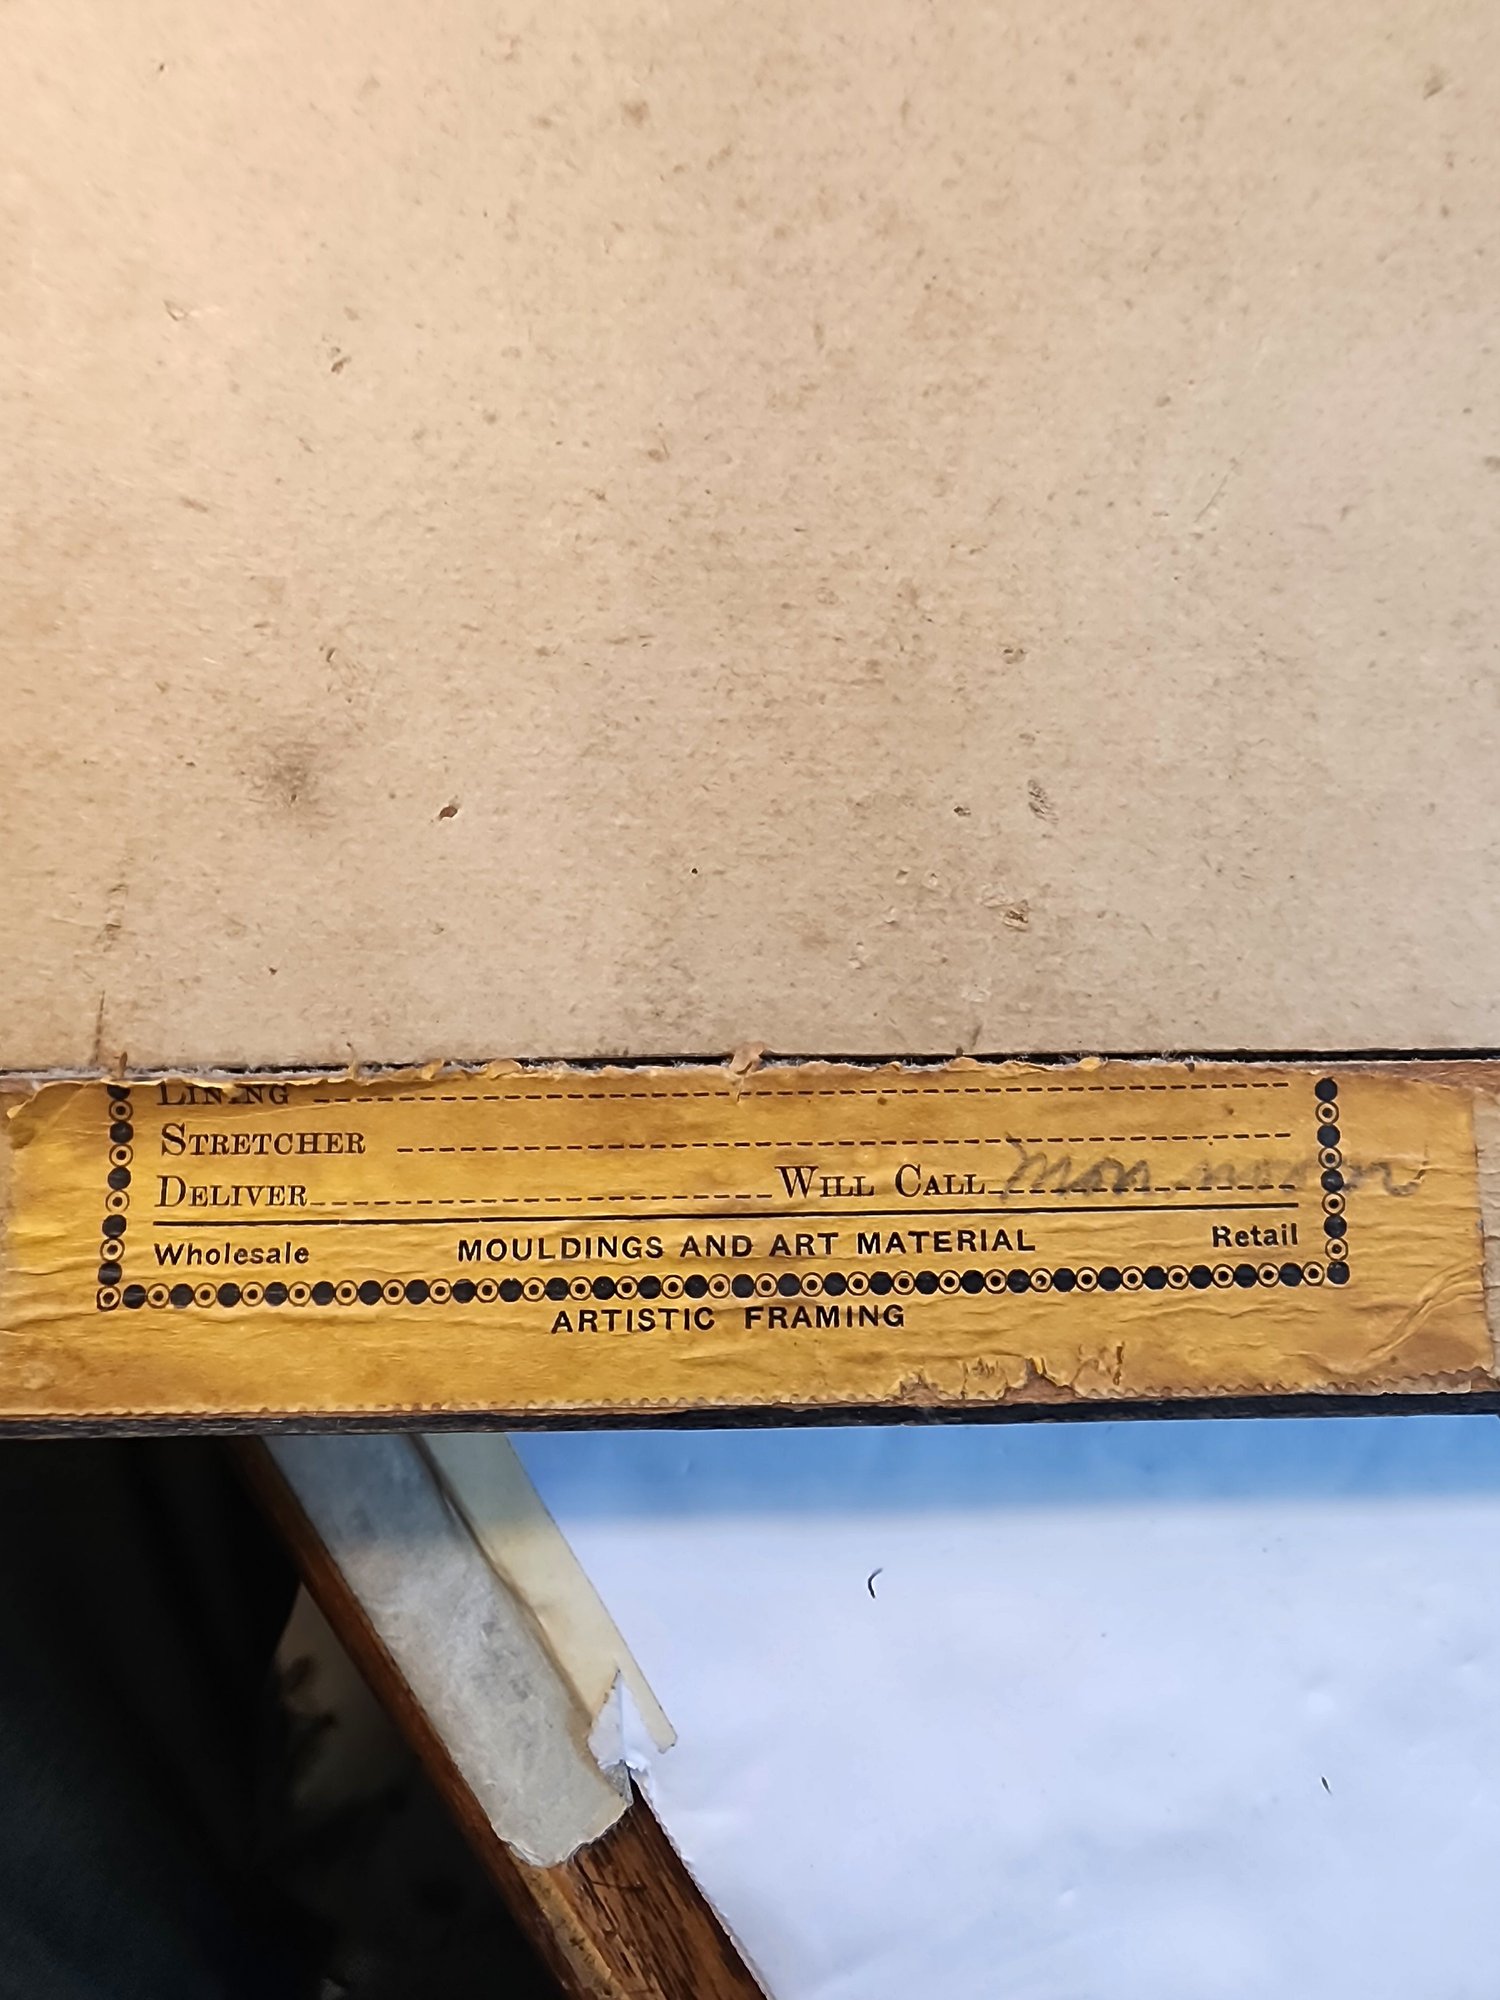 LINING
STRETCHER
DELIVER WILL CALL Mon noon
Wholesale MOULDINGS AND ART MATERIAL Retail
ARTISTIC FRAMING